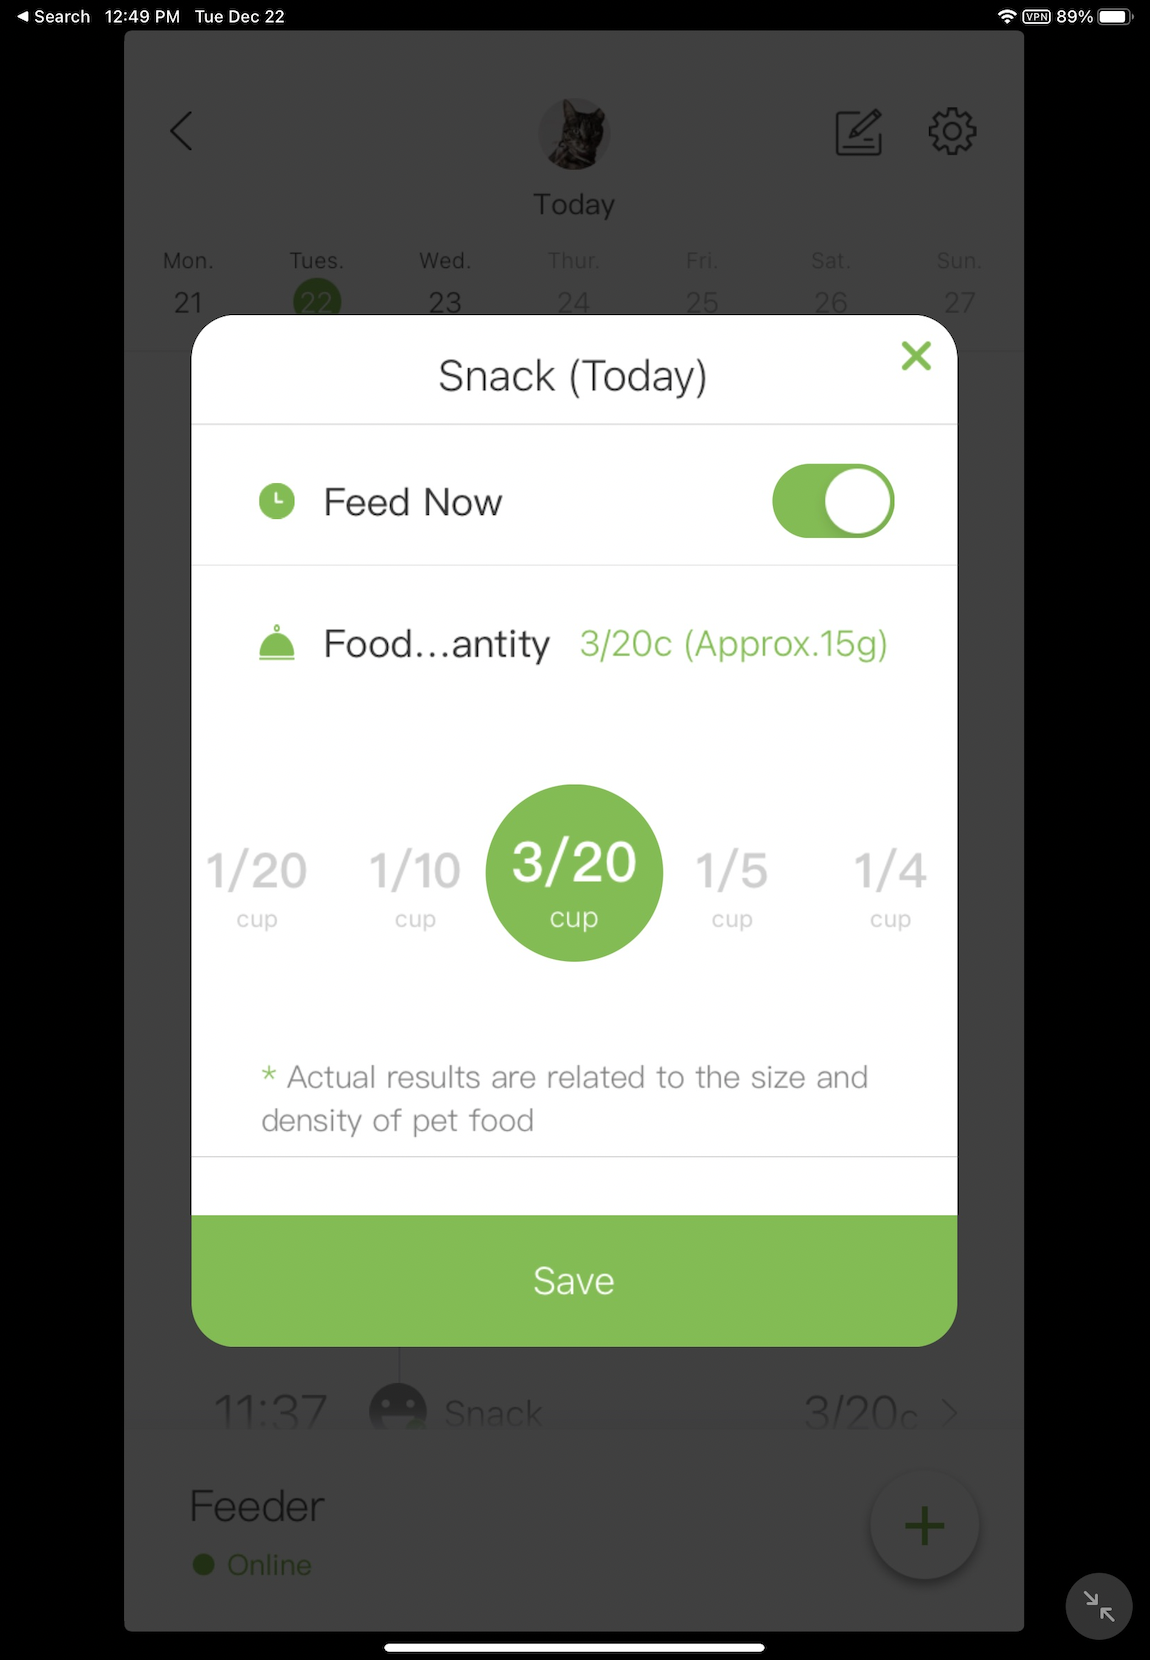 Search 12:49 PM Tue Dec 22 VPN 89%
Today
Mon. Tues. Wed. Thur. Fri. Sat. Sun.
21 22 23 24 25 26 27
Snack (Today)
Feed Now
Food...antity 3/20c (Approx.15g)
1/20 1/10 3/20 1/5 1/4
cup cup cup cup cup
* Actual results are related to the size and
density of pet food
Save
11:37 Snack 3/20c
Feeder
Online